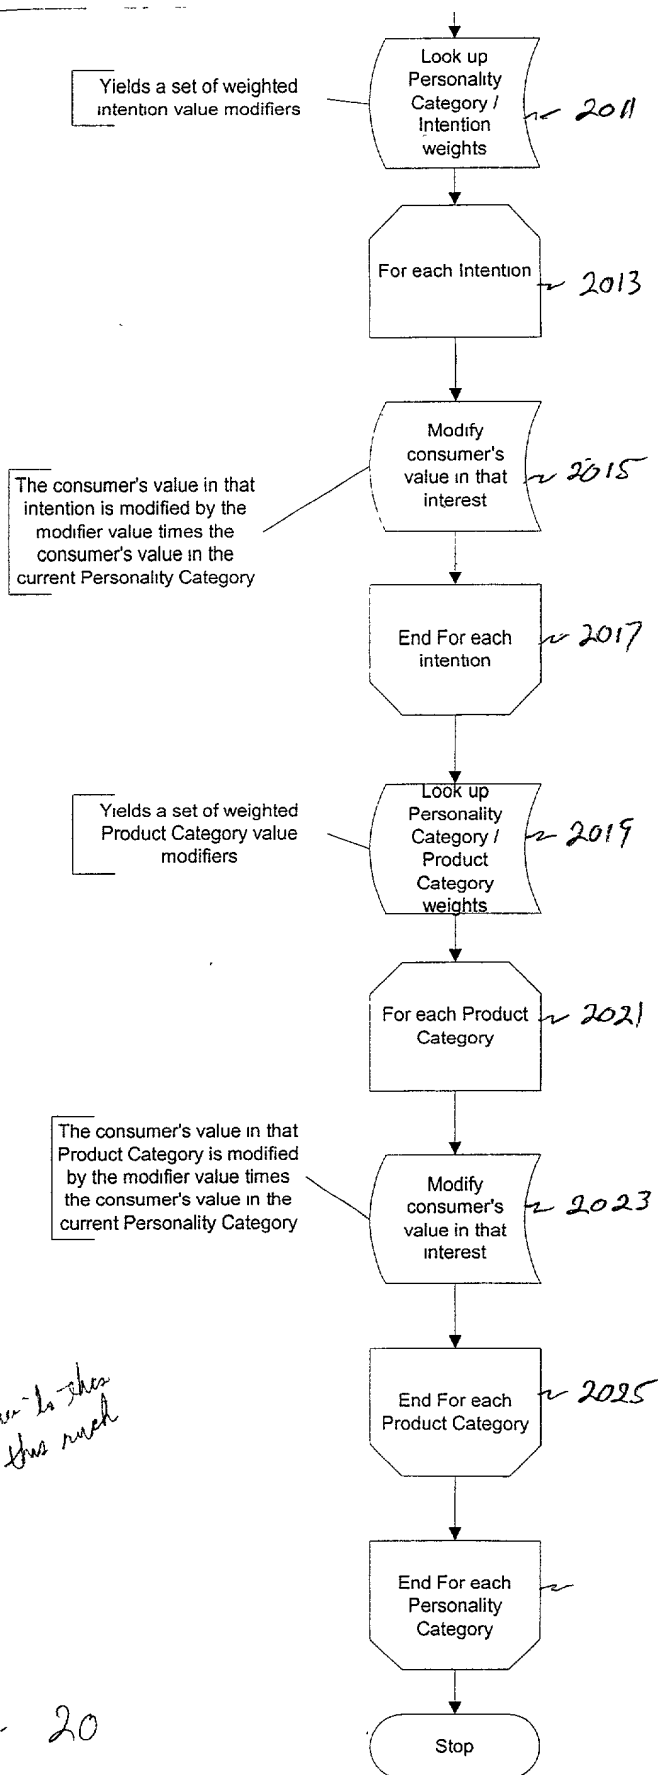 Look up
Personality
Category /
Intention
weights
2011
Yields a set of weighted
intention value modifiers
For each Intention
2013
Modify
consumer's
value in that
interest
2015
The consumer's value in that
intention is modified by the
modifier value times the
consumer's value in the
current Personality Category
End For each
intention
2017
Look up
Personality
Category /
Product
Category
weights
2019
Yields a set of weighted
Product Category value
modifiers
For each Product
Category
2021
Modify
consumer's
value in that
interest
2023
The consumer's value in that
Product Category is modified
by the modifier value times
the consumer's value in the
current Personality Category
End For each
Product Category
2025
this
this much
End For each
Personality
Category
20
Stop